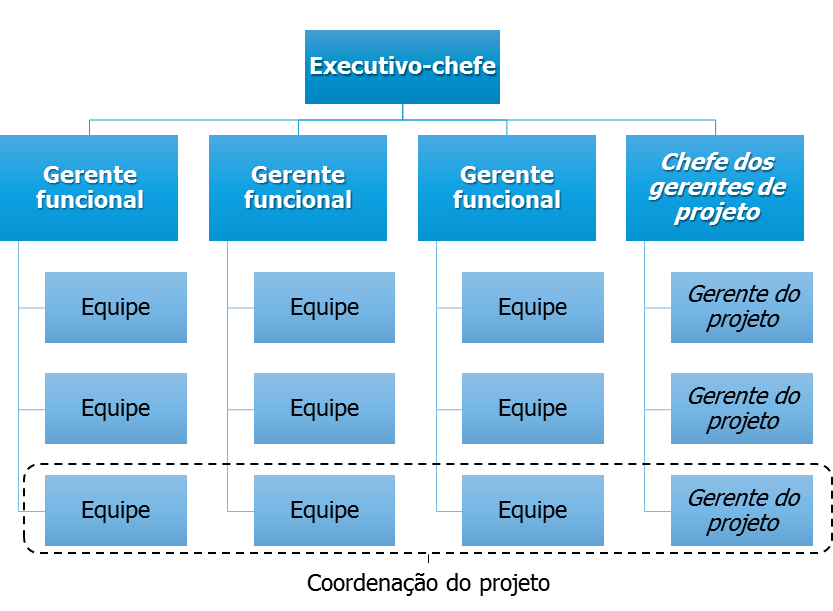 Executivo-chefe
Gerente
funcional
Gerente
funcional
Gerente
funcional
Chefe dos
gerentes de
projeto
Equipe
Equipe
Equipe
Gerente do
projeto
Equipe
Equipe
Equipe
Gerente do
projeto
Equipe
Equipe
Equipe
Gerente do
projeto
Coordenação do projeto